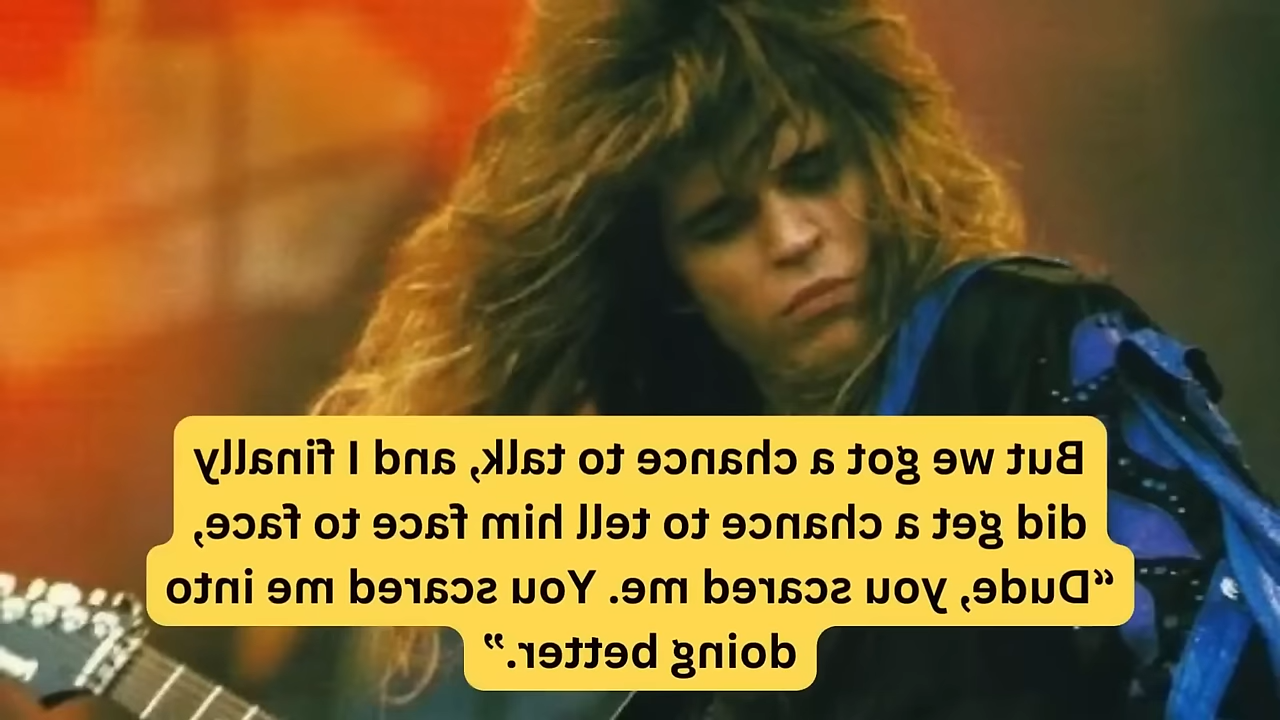 But we got a chance to talk, and I finally
did get a chance to tell him face to face,
“Dude, you scared me. You scared me into
doing better.”